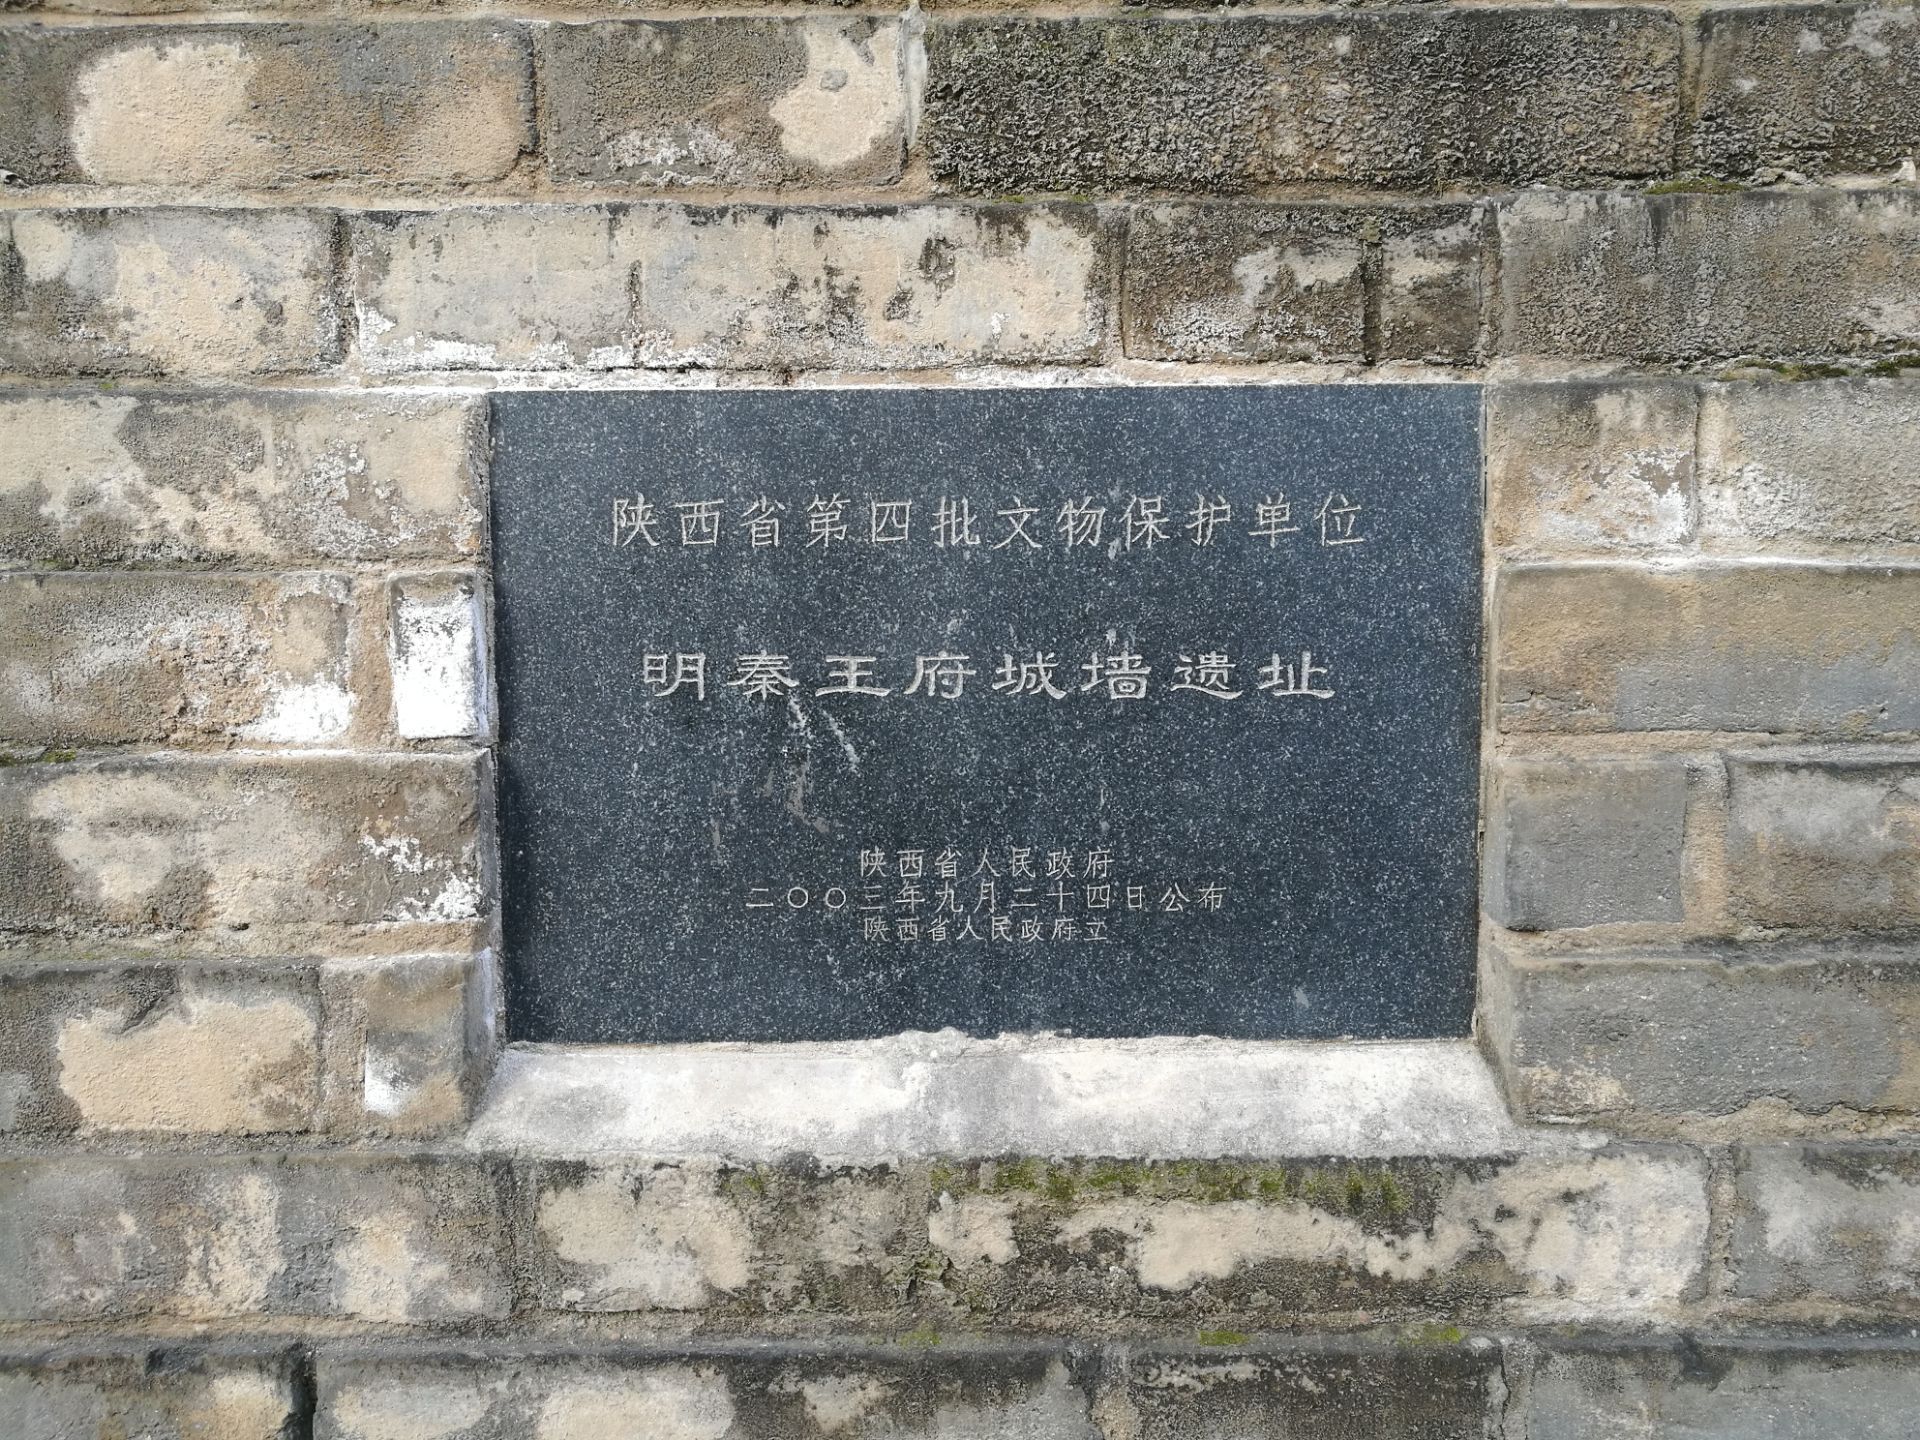 陕西省第四批文物保护单位
明秦王府城墙遗址
陕西省人民政府
二〇〇三年九月二十四日公布
陕西省人民政府立